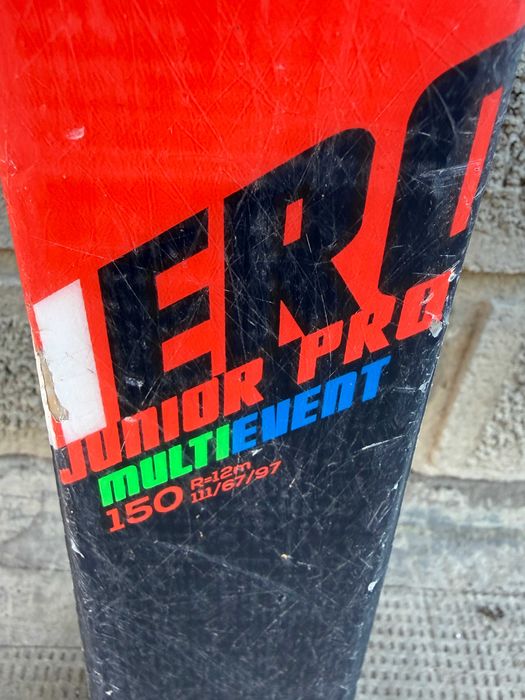 ERO
JUNIOR PRO
MULTIEVENT
150 R=12m
111/67/97